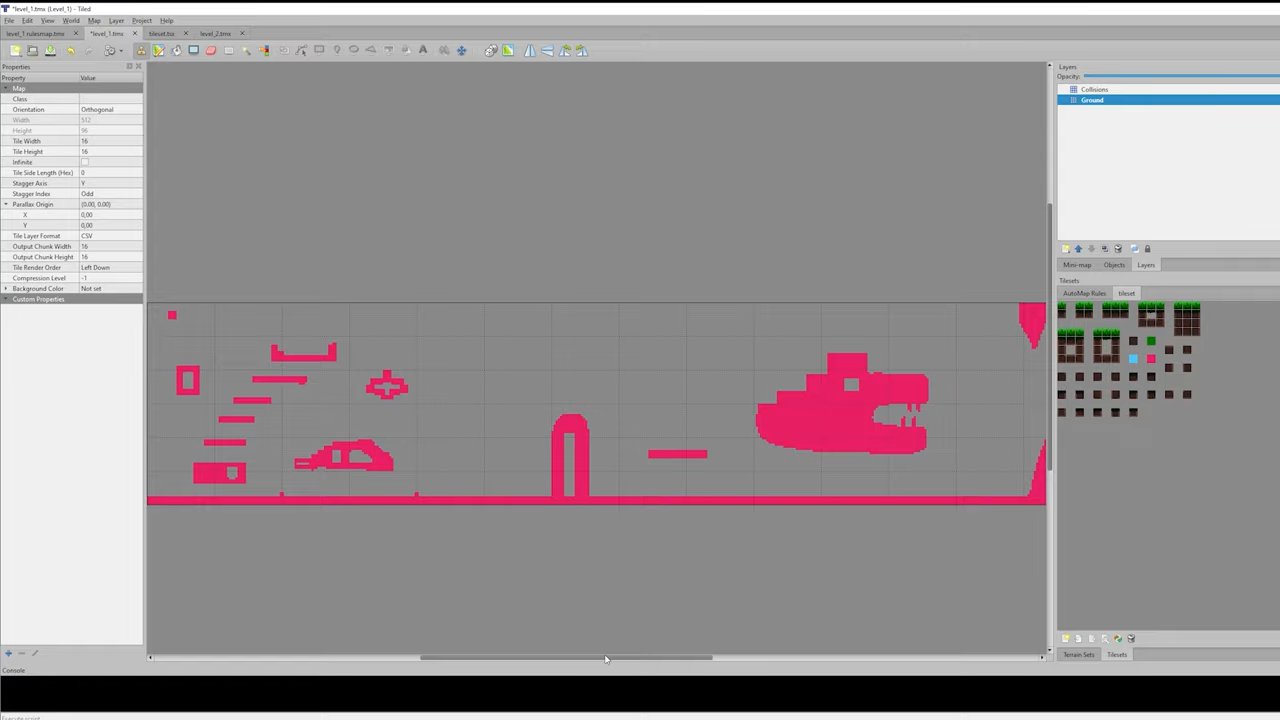 *level_1.tmx (Level_1) - Tiled
File Edit View World Map Layer Project Help
level_1 rulesmap.tmx *level_1.tmx tileset.tsx level_2.tmx
Properties
Property Value
Map
Class
Orientation Orthogonal
Width 512
Height 96
Tile Width 16
Tile Height 16
Infinite
Tile Side Length (Hex) 0
Stagger Axis Y
Stagger Index Odd
Parallax Origin (0.00, 0.00)
X 0,00
Y 0,00
Tile Layer Format CSV
Output Chunk Width 16
Output Chunk Height 16
Tile Render Order Left Down
Compression Level -1
Background Color Not set
Custom Properties
Layers
Opacity:
Collisions
Ground
Mini-map Objects Layers
Tilesets
AutoMap Rules tileset
Terrain Sets Tilesets
Console
Execute script